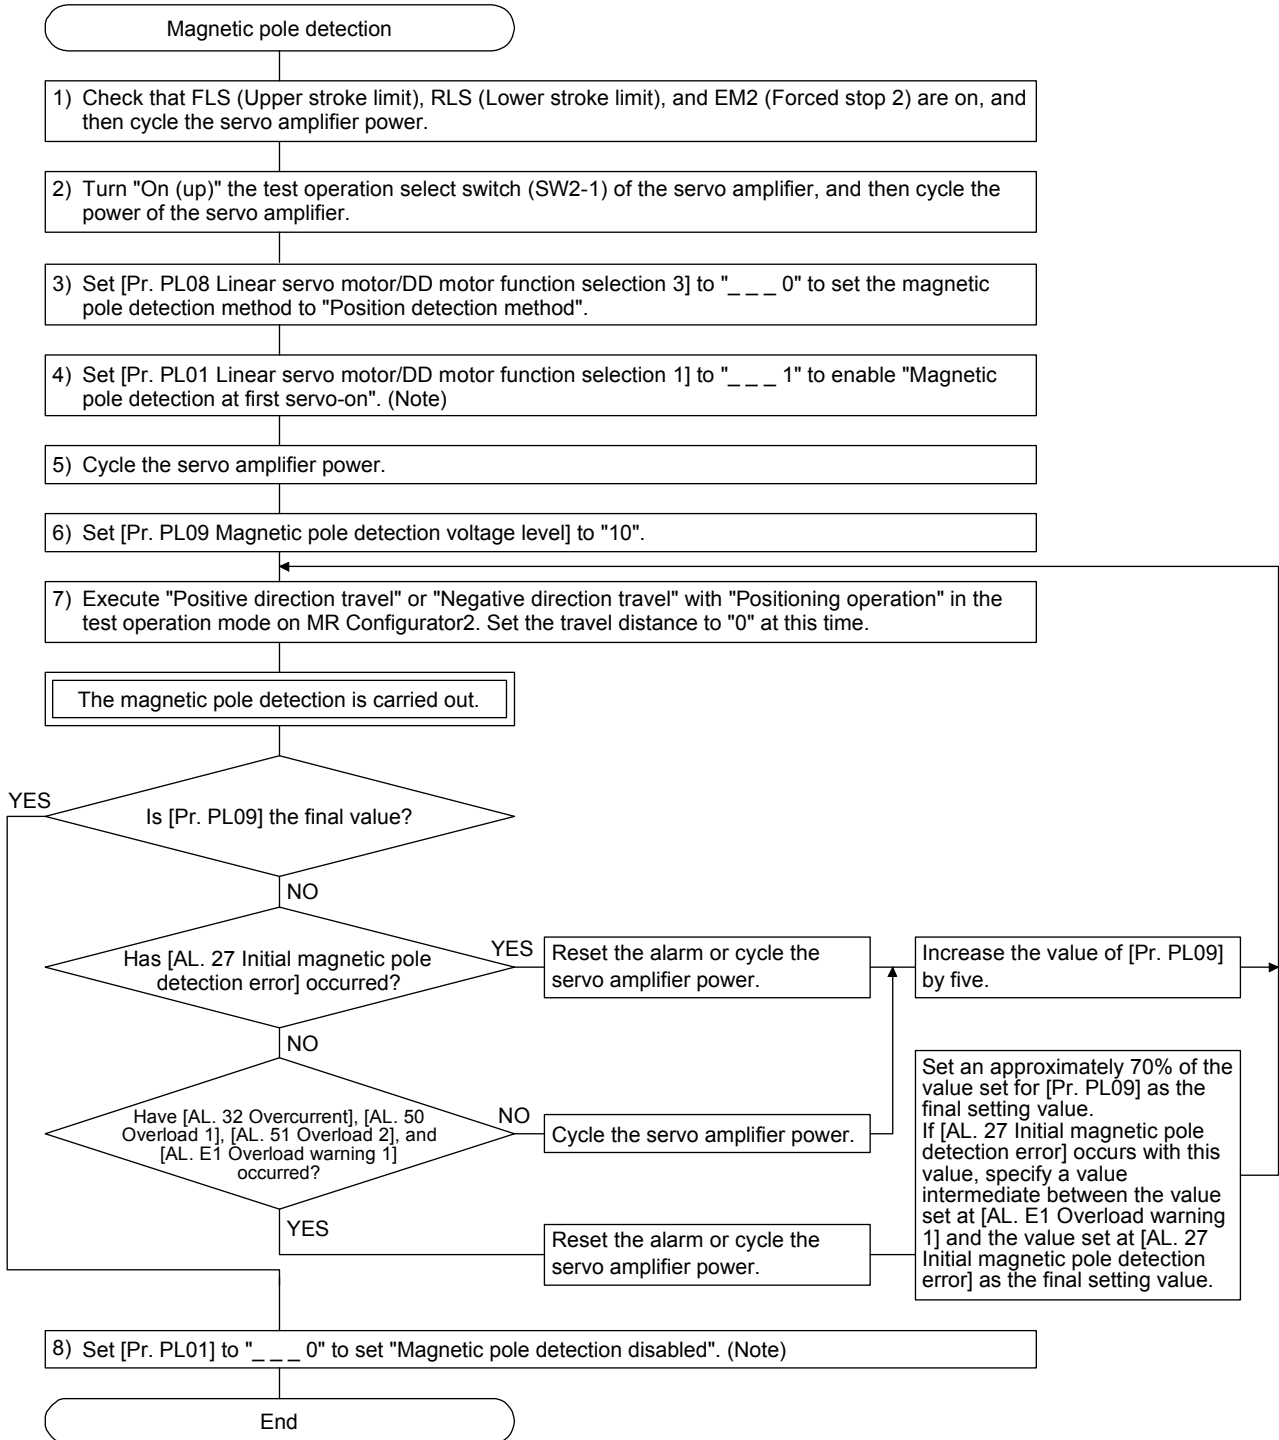 Magnetic pole detection
1) Check that FLS (Upper stroke limit), RLS (Lower stroke limit), and EM2 (Forced stop 2) are on, and
then cycle the servo amplifier power.
2) Turn "On (up)" the test operation select switch (SW2-1) of the servo amplifier, and then cycle the
power of the servo amplifier.
3) Set [Pr. PL08 Linear servo motor/DD motor function selection 3] to "_ _ _ 0" to set the magnetic
pole detection method to "Position detection method".
4) Set [Pr. PL01 Linear servo motor/DD motor function selection 1] to "_ _ _ 1" to enable "Magnetic
pole detection at first servo-on". (Note)
5) Cycle the servo amplifier power.
6) Set [Pr. PL09 Magnetic pole detection voltage level] to "10".
7) Execute "Positive direction travel" or "Negative direction travel" with "Positioning operation" in the
test operation mode on MR Configurator2. Set the travel distance to "0" at this time.
The magnetic pole detection is carried out.
YES
Is [Pr. PL09] the final value?
NO
Has [AL. 27 Initial magnetic pole
detection error] occurred?
YES
Reset the alarm or cycle the
servo amplifier power.
Increase the value of [Pr. PL09]
by five.
NO
Have [AL. 32 Overcurrent], [AL. 50
Overload 1], [AL. 51 Overload 2], and
[AL. E1 Overload warning 1]
occurred?
NO
Cycle the servo amplifier power.
YES
Reset the alarm or cycle the
servo amplifier power.
Set an approximately 70% of the
value set for [Pr. PL09] as the
final setting value.
If [AL. 27 Initial magnetic pole
detection error] occurs with this
value, specify a value
intermediate between the value
set at [AL. E1 Overload warning
1] and the value set at [AL. 27
Initial magnetic pole detection
error] as the final setting value.
8) Set [Pr. PL01] to "_ _ _ 0" to set "Magnetic pole detection disabled". (Note)
End